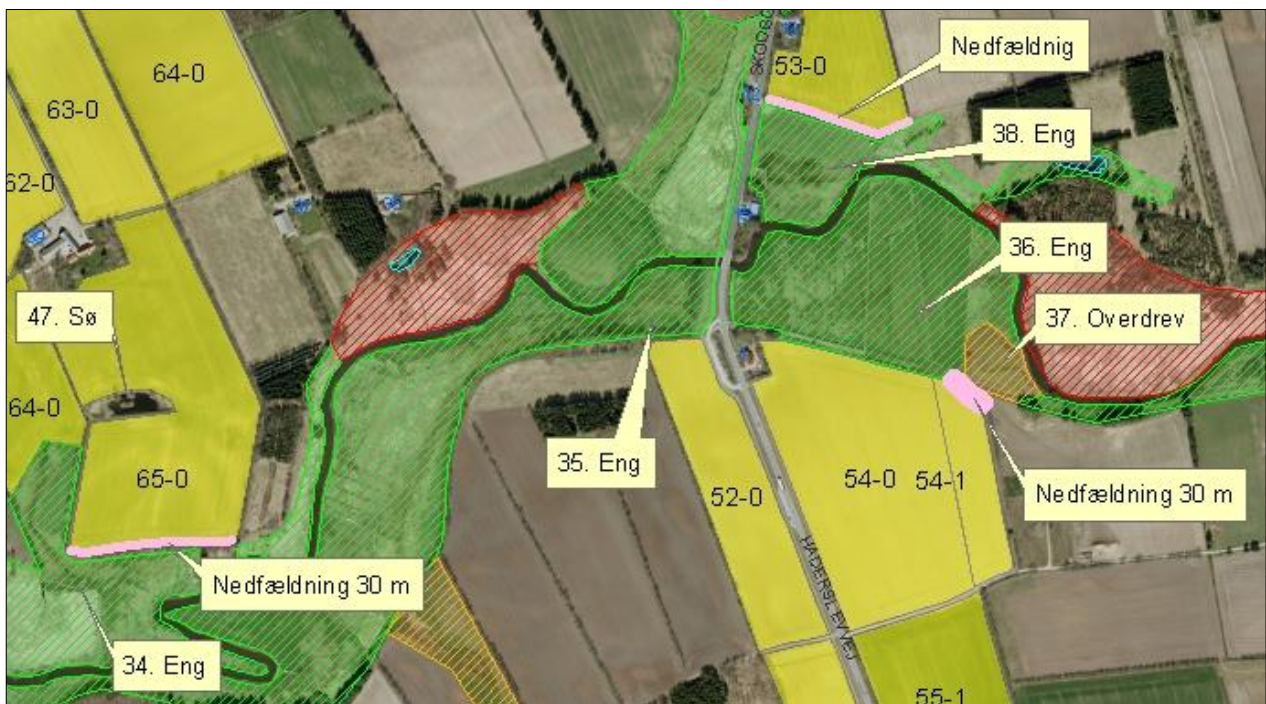 Nedfældnig
53-0
64-0
63-0
38. Eng
62-0
36. Eng
47. Sø
37. Overdrev
64-0
35. Eng
65-0
52-0
54-0
54-1
Nedfældning 30 m
Nedfældning 30 m
HADERSLEVVEJ
34. Eng
55-1